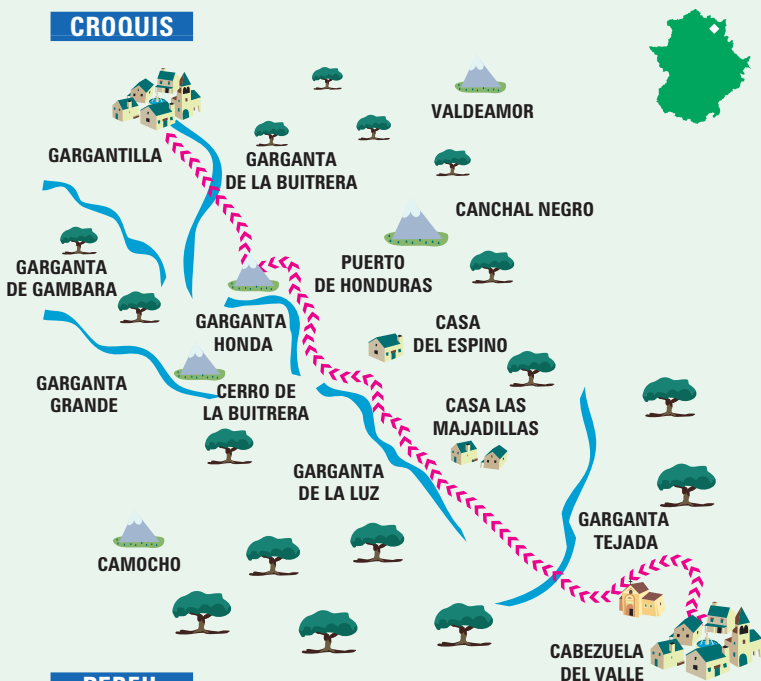 CROQUIS
VALDEAMOR
GARGANTILLA
GARGANTA
DE LA BUITRERA
CANCHAL NEGRO
GARGANTA
DE GAMBARA
PUERTO
DE HONDURAS
GARGANTA
HONDA
CASA
DEL ESPINO
GARGANTA
GRANDE
CERRO DE
LA BUITRERA
CASA LAS
MAJADILLAS
GARGANTA
DE LA LUZ
GARGANTA
TEJADA
CAMOCHO
CABEZUELA
DEL VALLE